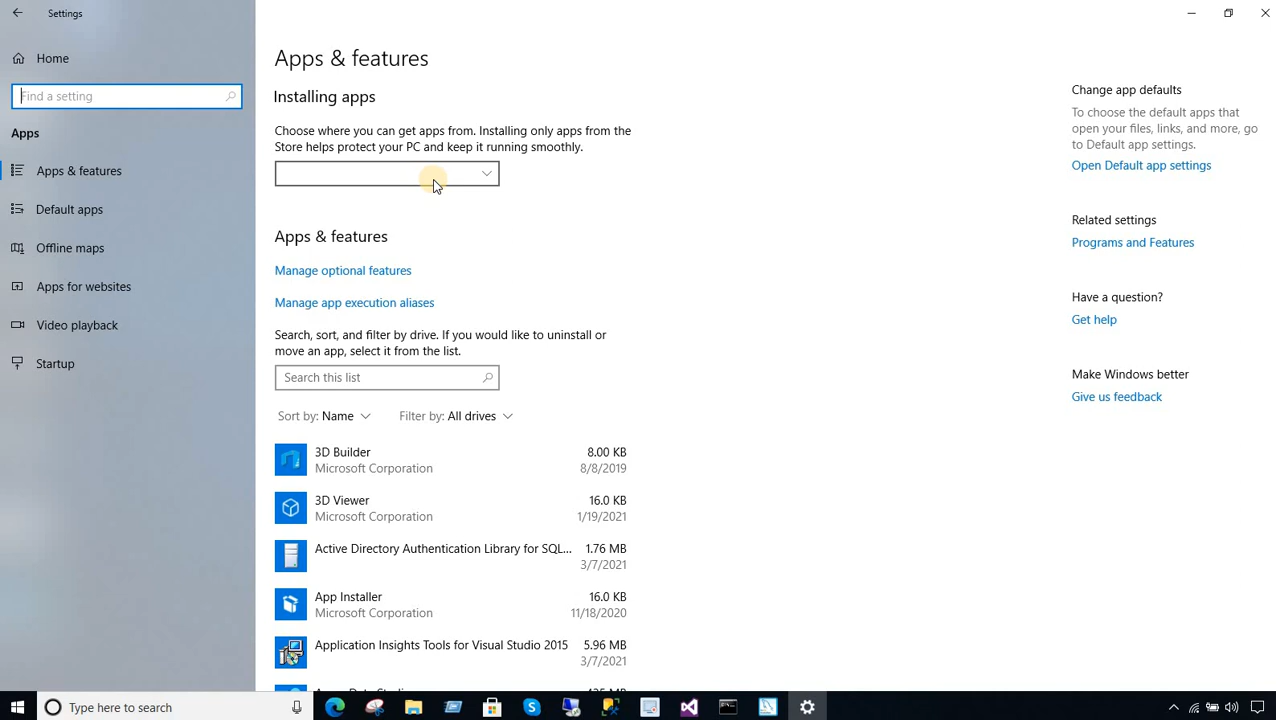 Settings
Home
Find a setting
Apps
Apps & features
Default apps
Offline maps
Apps for websites
Video playback
Startup
Apps & features
Installing apps
Choose where you can get apps from. Installing only apps from the
Store helps protect your PC and keep it running smoothly.
Apps & features
Manage optional features
Manage app execution aliases
Search, sort, and filter by drive. If you would like to uninstall or
move an app, select it from the list.
Search this list
Sort by: Name Filter by: All drives
3D Builder 8.00 KB
Microsoft Corporation 8/8/2019
3D Viewer 16.0 KB
Microsoft Corporation 1/19/2021
Active Directory Authentication Library for SQL... 1.76 MB
3/7/2021
App Installer 16.0 KB
Microsoft Corporation 11/18/2020
Application Insights Tools for Visual Studio 2015 5.96 MB
3/7/2021
Change app defaults
To choose the default apps that
open your files, links, and more, go
to Default app settings.
Open Default app settings
Related settings
Programs and Features
Have a question?
Get help
Make Windows better
Give us feedback
Type here to search